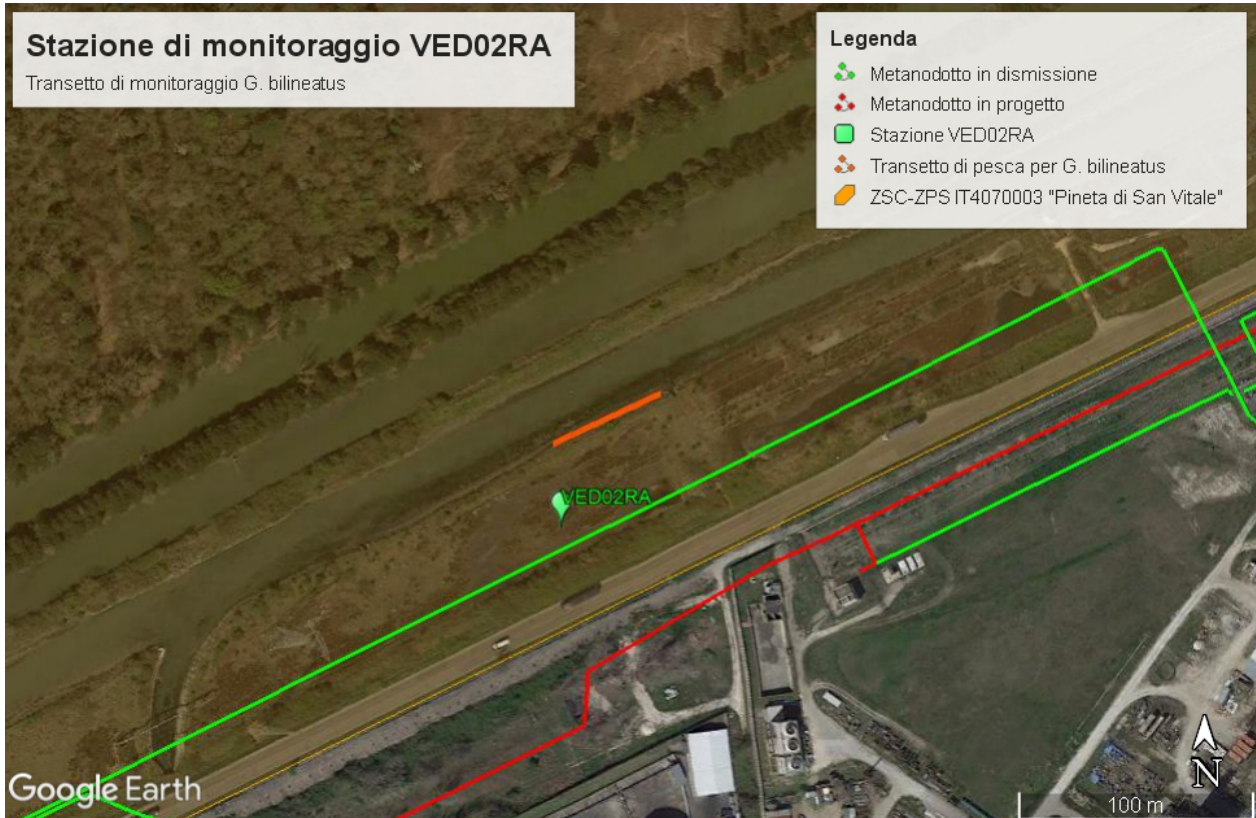 Stazione di monitoraggio VED02RA
Transetto di monitoraggio G. bilineatus
Legenda
Metanodotto in dismissione
Metanodotto in progetto
Stazione VED02RA
Transetto di pesca per G. bilineatus
ZSC-ZPS IT4070003 "Pineta di San Vitale"
VED02RA
Google Earth
N
100 m